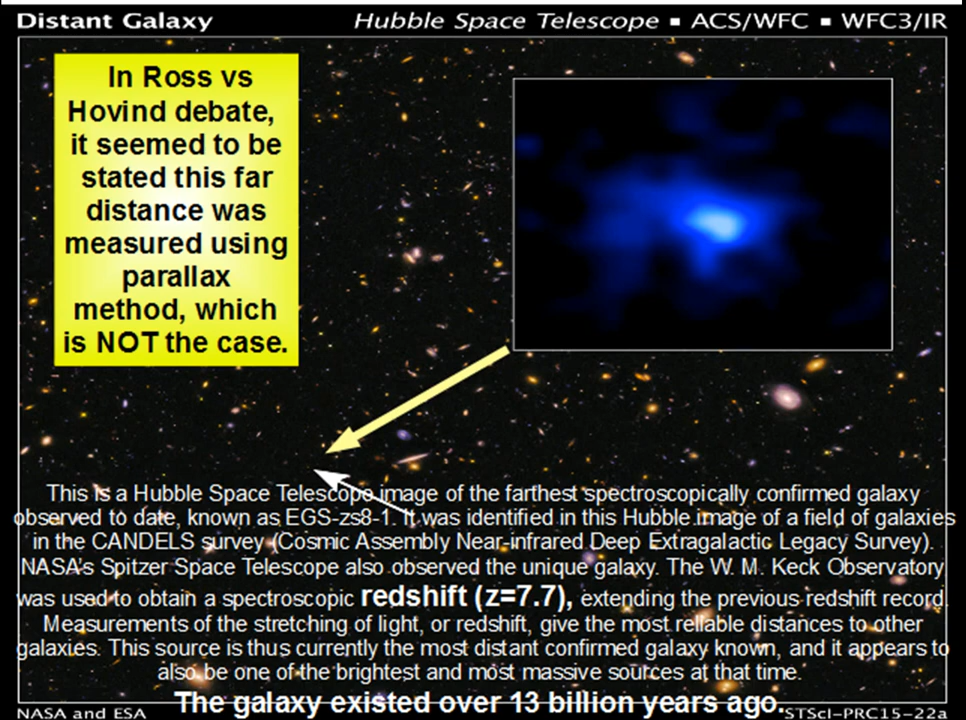 Distant Galaxy
Hubble Space Telescope ▪ ACS/WFC ▪ WFC3/IR
In Ross vs
Hovind debate,
it seemed to be
stated this far
distance was
measured using
parallax
method, which
is NOT the case.
This is a Hubble Space Telescope image of the farthest spectroscopically confirmed galaxy
observed to date, known as EGS-zs8-1. It was identified in this Hubble image of a field of galaxies
in the CANDELS survey (Cosmic Assembly Near-infrared Deep Extragalactic Legacy Survey).
NASA's Spitzer Space Telescope also observed the unique galaxy. The W. M. Keck Observatory
was used to obtain a spectroscopic redshift (z=7.7), extending the previous redshift record.
Measurements of the stretching of light, or redshift, give the most reliable distances to other
galaxies. This source is thus currently the most distant confirmed galaxy known, and it appears to
also be one of the brightest and most massive sources at that time.
The galaxy existed over 13 billion years ago.
NASA and ESA
STScI-PRC15-22a